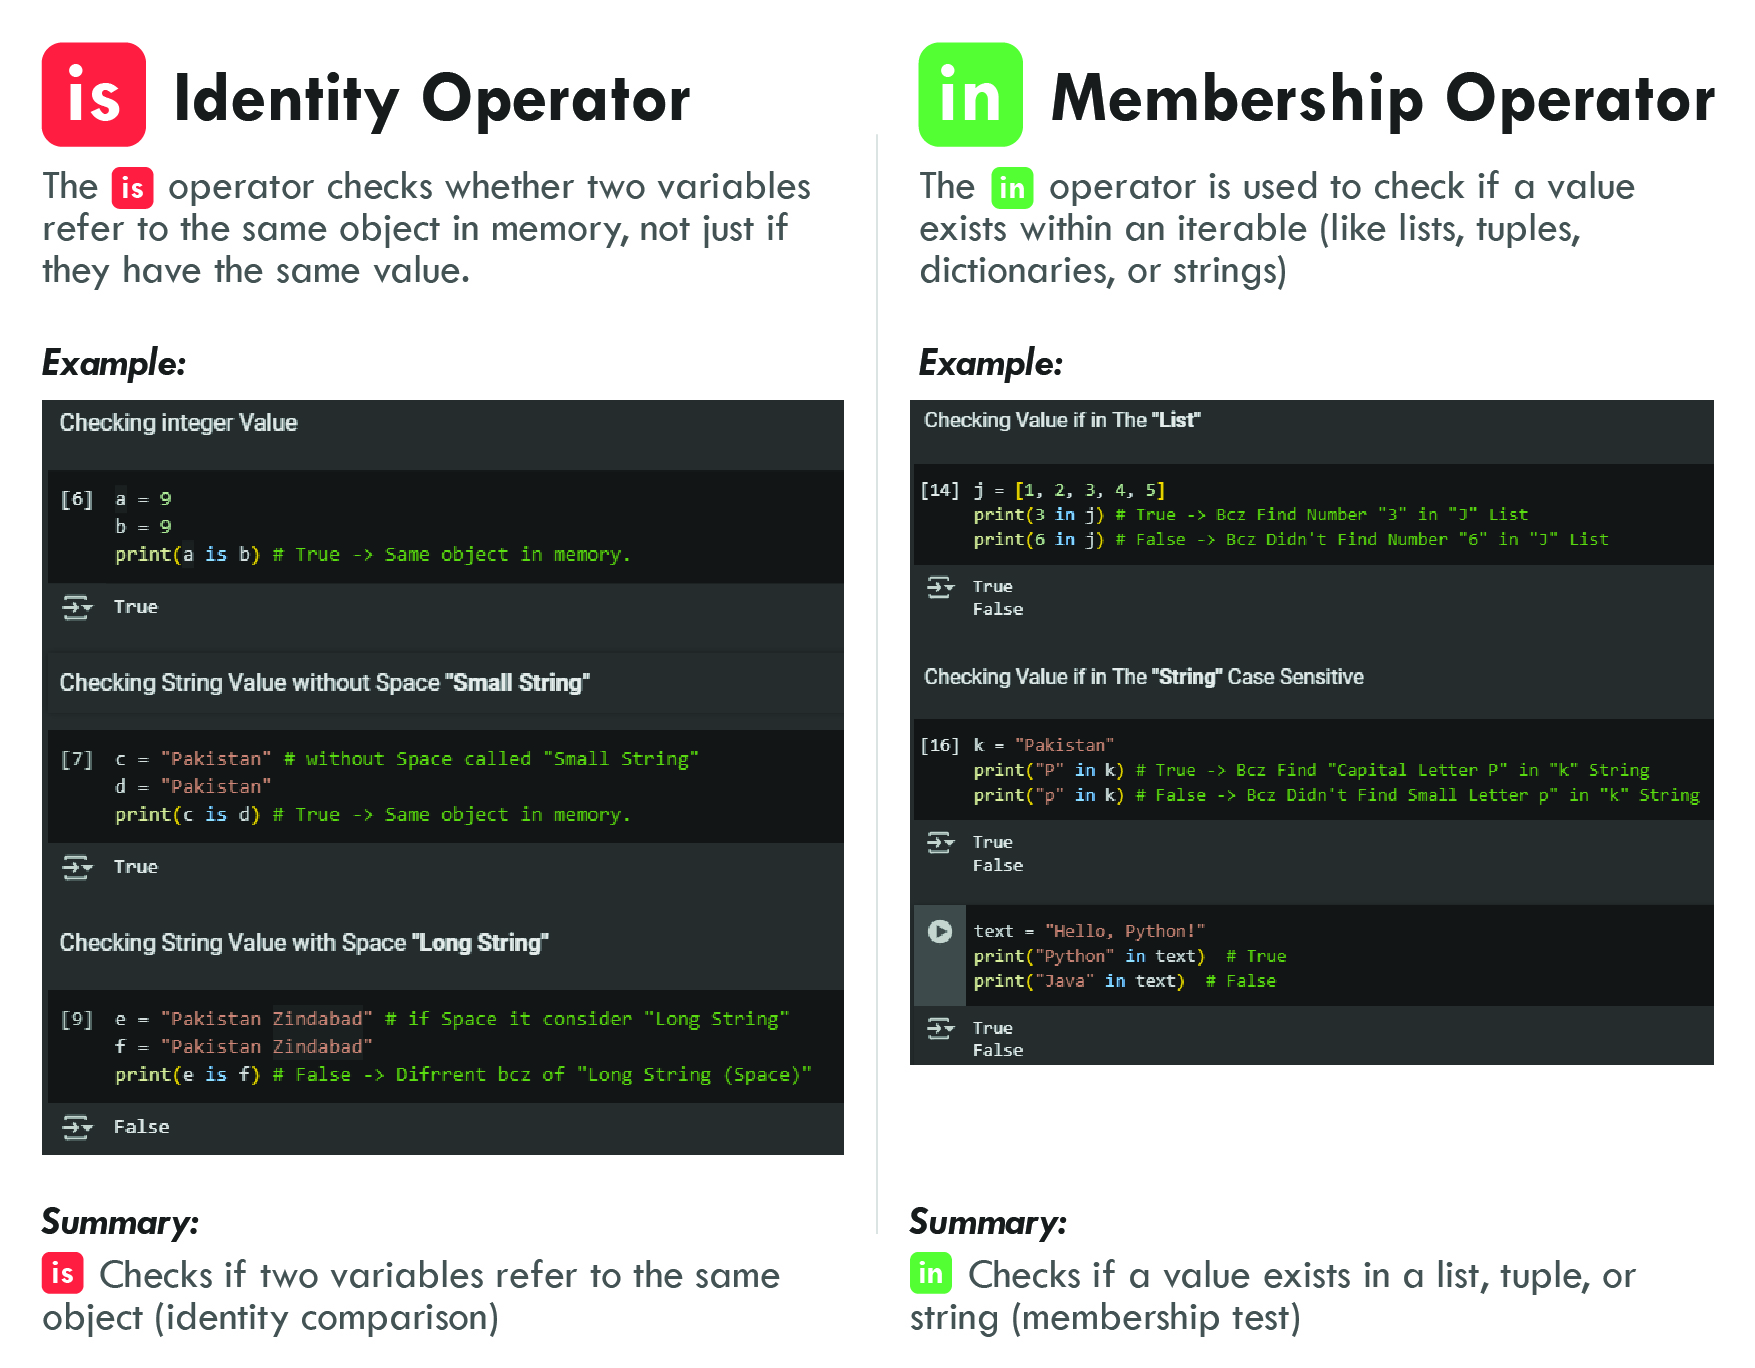 is Identity Operator
The is operator checks whether two variables
refer to the same object in memory, not just if
they have the same value.
Example:
Checking integer Value
[6] a = 9
b = 9
print(a is b) # True -> Same object in memory.
True
Checking String Value without Space "Small String"
[7] c = "Pakistan" # without Space called "Small String"
d = "Pakistan"
print(c is d) # True -> Same object in memory.
True
Checking String Value with Space "Long String"
[9] e = "Pakistan Zindabad" # if Space it consider "Long String"
f = "Pakistan Zindabad"
print(e is f) # False -> Difrrent bcz of "Long String (Space)"
False
Summary:
is Checks if two variables refer to the same
object (identity comparison)
in Membership Operator
The in operator is used to check if a value
exists within an iterable (like lists, tuples,
dictionaries, or strings)
Example:
Checking Value if in The "List"
[14] j = [1, 2, 3, 4, 5]
print(3 in j) # True -> Bcz Find Number "3" in "J" List
print(6 in j) # False -> Bcz Didn't Find Number "6" in "J" List
True
False
Checking Value if in The "String" Case Sensitive
[16] k = "Pakistan"
print("P" in k) # True -> Bcz Find "Capital Letter P" in "k" String
print("p" in k) # False -> Bcz Didn't Find Small Letter p" in "k" String
True
False
text = "Hello, Python!"
print("Python" in text) # True
print("Java" in text) # False
True
False
Summary:
in Checks if a value exists in a list, tuple, or
string (membership test)